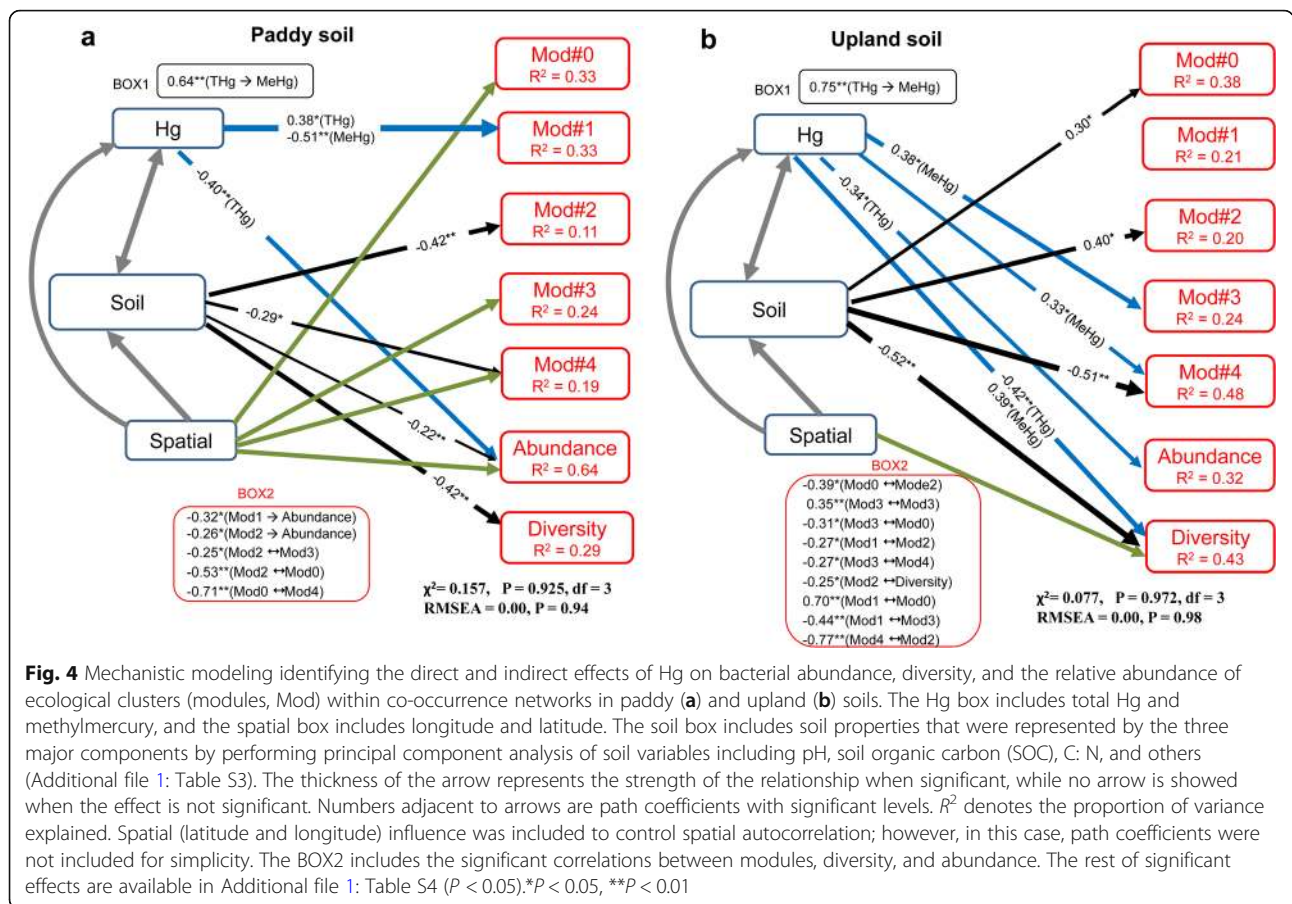 a
Paddy soil
BOX1
0.64**(THg → MeHg)
Hg
0.38*(THg)
-0.51**(MeHg)
-0.40**(THg)
Soil
-0.42**
-0.29*
-0.22**
-0.42**
Spatial
Mod#0
R² = 0.33
Mod#1
R² = 0.33
Mod#2
R² = 0.11
Mod#3
R² = 0.24
Mod#4
R² = 0.19
Abundance
R² = 0.64
Diversity
R² = 0.29
BOX2
-0.32*(Mod1 → Abundance)
-0.26*(Mod2 → Abundance)
-0.25*(Mod2 ↔Mod3)
-0.53**(Mod2 ↔Mod0)
-0.71**(Mod0 ↔Mod4)
χ²= 0.157, P = 0.925, df = 3
RMSEA = 0.00, P = 0.94
b
Upland soil
BOX1
0.75**(THg → MeHg)
Hg
0.38*(MeHg)
-0.34*(THg)
0.33*(MeHg)
-0.42**(THg)
0.39*(MeHg)
Soil
0.30*
0.40*
-0.51**
-0.52**
Spatial
Mod#0
R² = 0.38
Mod#1
R² = 0.21
Mod#2
R² = 0.20
Mod#3
R² = 0.24
Mod#4
R² = 0.48
Abundance
R² = 0.32
Diversity
R² = 0.43
BOX2
-0.39*(Mod0 ↔Mode2)
0.35**(Mod3 ↔Mod3)
-0.31*(Mod3 ↔Mod0)
-0.27*(Mod1 ↔Mod2)
-0.27*(Mod3 ↔Mod4)
-0.25*(Mod2 ↔Diversity)
0.70**(Mod1 ↔Mod0)
-0.44**(Mod1 ↔Mod3)
-0.77**(Mod4 ↔Mod2)
χ²= 0.077, P = 0.972, df = 3
RMSEA = 0.00, P = 0.98
Fig. 4 Mechanistic modeling identifying the direct and indirect effects of Hg on bacterial abundance, diversity, and the relative abundance of
ecological clusters (modules, Mod) within co-occurrence networks in paddy (a) and upland (b) soils. The Hg box includes total Hg and
methylmercury, and the spatial box includes longitude and latitude. The soil box includes soil properties that were represented by the three
major components by performing principal component analysis of soil variables including pH, soil organic carbon (SOC), C: N, and others
(Additional file 1: Table S3). The thickness of the arrow represents the strength of the relationship when significant, while no arrow is showed
when the effect is not significant. Numbers adjacent to arrows are path coefficients with significant levels. R² denotes the proportion of variance
explained. Spatial (latitude and longitude) influence was included to control spatial autocorrelation; however, in this case, path coefficients were
not included for simplicity. The BOX2 includes the significant correlations between modules, diversity, and abundance. The rest of significant
effects are available in Additional file 1: Table S4 (P < 0.05).*P < 0.05, **P < 0.01